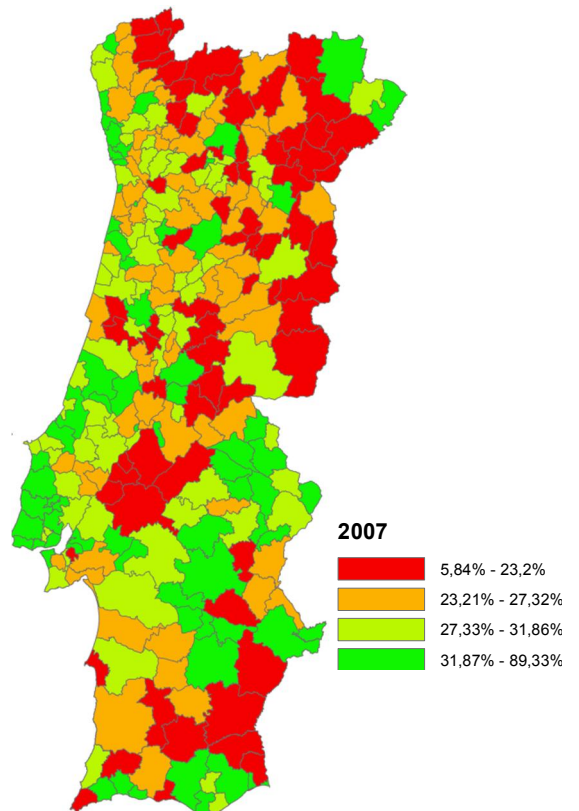 2007
5,84% - 23,2%
23,21% - 27,32%
27,33% - 31,86%
31,87% - 89,33%